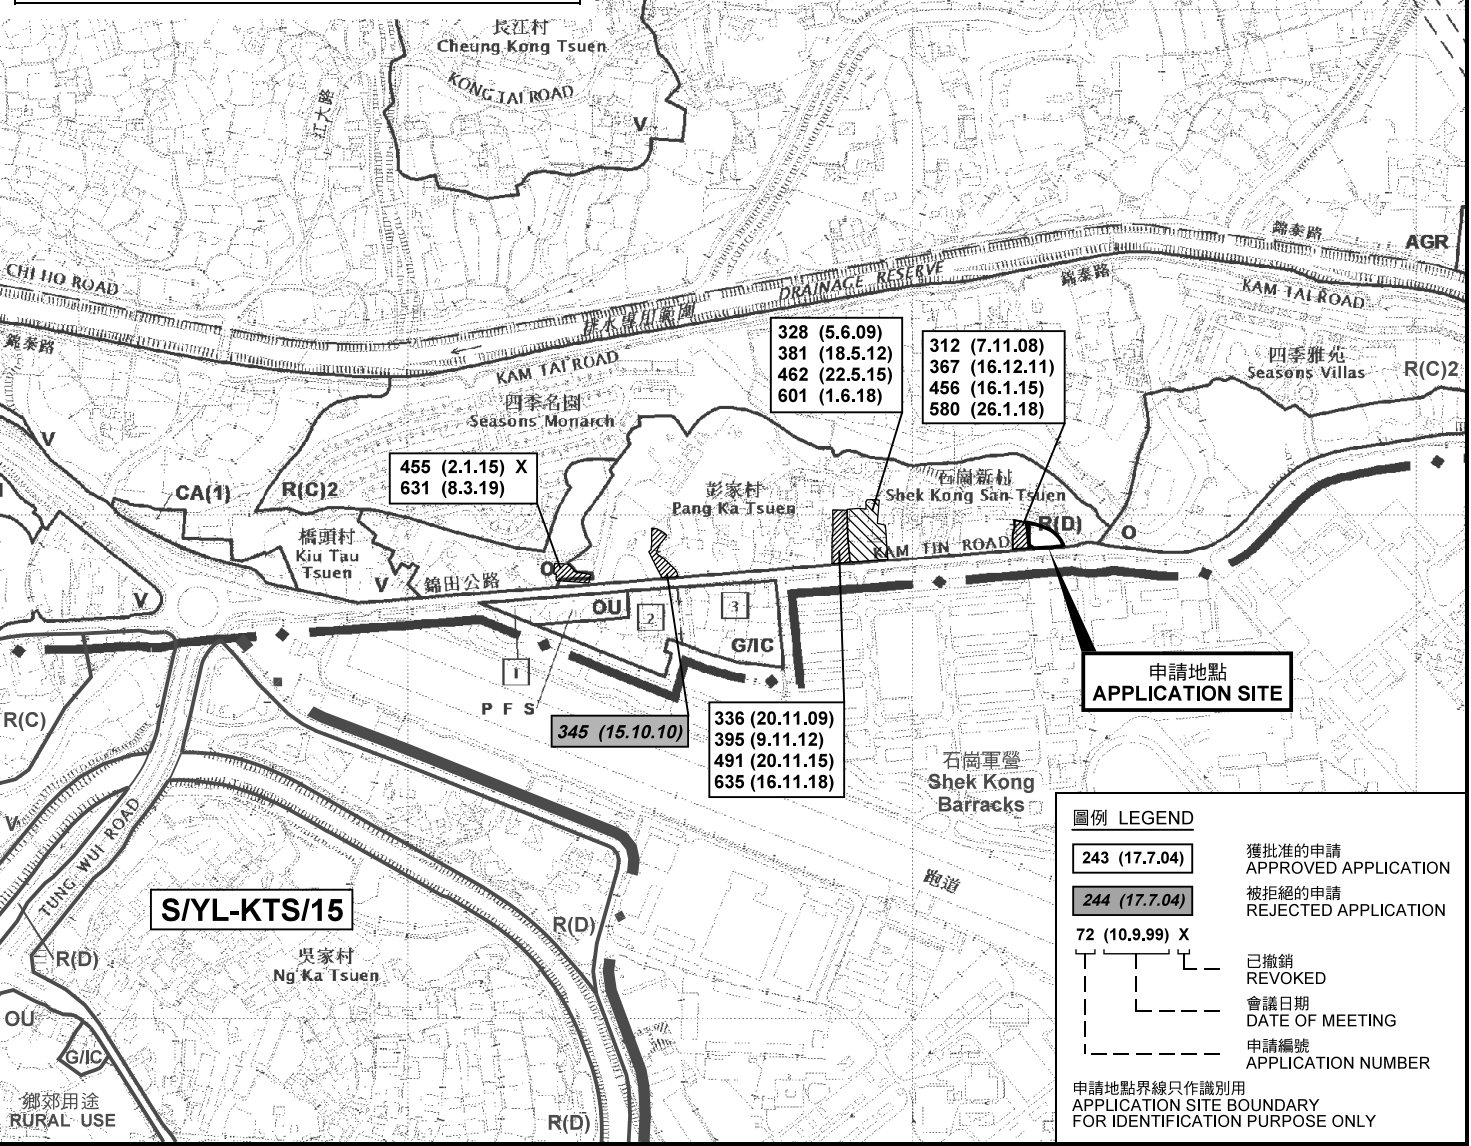 長江村
Cheung Kong Tsuen
KONG TAI ROAD
江大路
V
錦泰路
AGR
CHI HO ROAD
DRAINAGE RESERVE
錦泰路
KAM TAI ROAD
排水專用範圍
錦泰路
KAM TAI ROAD
328 (5.6.09)
381 (18.5.12)
462 (22.5.15)
601 (1.6.18)
312 (7.11.08)
367 (16.12.11)
456 (16.1.15)
580 (26.1.18)
四季雅苑
Seasons Villas
R(C)2
四季名園
Seasons Monarch
V
455 (2.1.15) X
631 (8.3.19)
CA(1)
R(C)2
彭家村
Pang Ka Tsuen
石崗新村
Shek Kong San Tsuen
R(D)
O
KAM TIN ROAD
橋頭村
Kiu Tau
Tsuen
V
錦田公路
O
V
OU
2
3
G/IC
1
P F S
申請地點
APPLICATION SITE
R(C)
345 (15.10.10)
336 (20.11.09)
395 (9.11.12)
491 (20.11.15)
635 (16.11.18)
石崗軍營
Shek Kong
Barracks
跑道
V
TUNG WUI ROAD
S/YL-KTS/15
R(D)
R(D)
吳家村
Ng Ka Tsuen
OU
G/IC
鄉郊用途
RURAL USE
R(D)
圖例 LEGEND
243 (17.7.04)
獲批准的申請
APPROVED APPLICATION
244 (17.7.04)
被拒絕的申請
REJECTED APPLICATION
72 (10.9.99) X
已撤銷
REVOKED
會議日期
DATE OF MEETING
申請編號
APPLICATION NUMBER
申請地點界線只作識別用
APPLICATION SITE BOUNDARY
FOR IDENTIFICATION PURPOSE ONLY